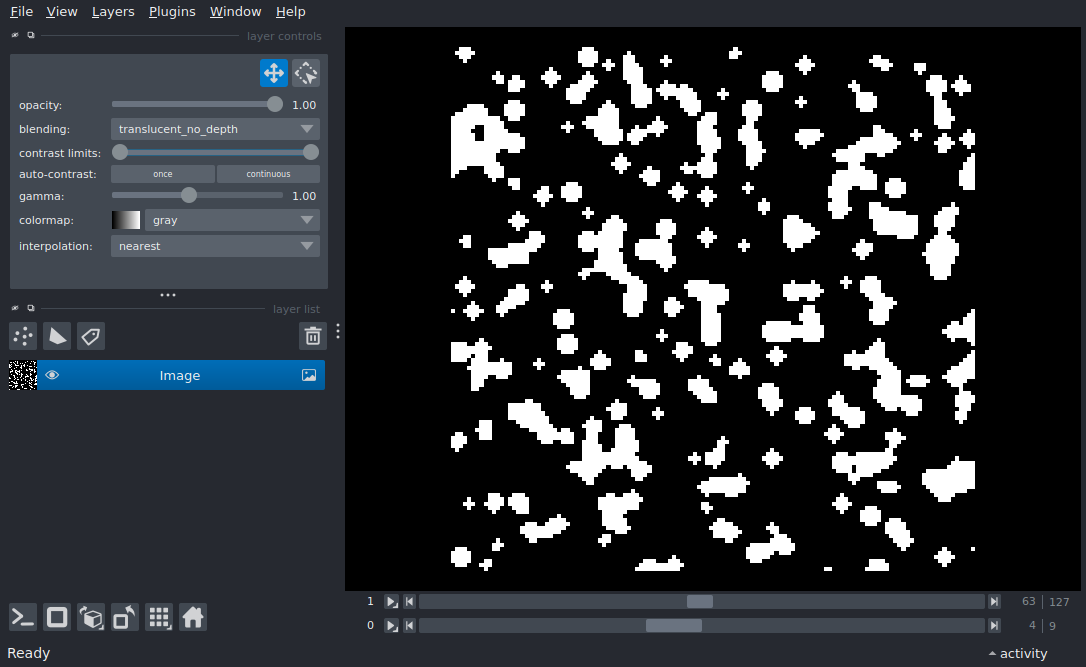 File View Layers Plugins Window Help
layer controls
opacity: 1.00
blending: translucent_no_depth
contrast limits:
auto-contrast: once continuous
gamma: 1.00
colormap: gray
interpolation: nearest
layer list
Image
1 63 127
0 4 9
Ready activity